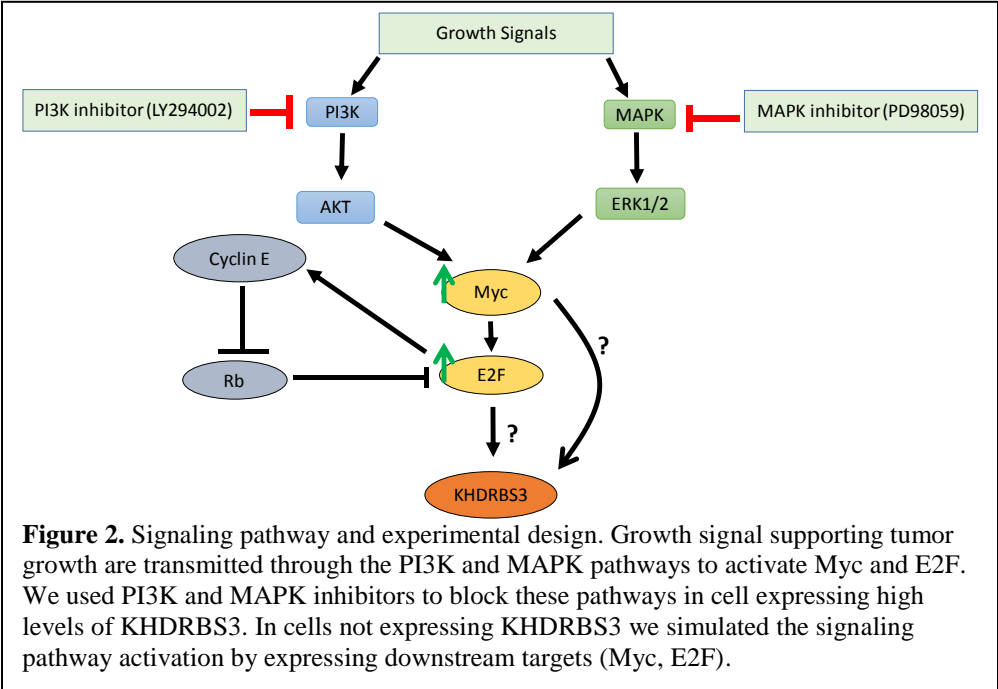 Growth Signals
PI3K inhibitor (LY294002)
PI3K
MAPK
MAPK inhibitor (PD98059)
AKT
ERK1/2
Cyclin E
Myc
?
Rb
E2F
?
KHDRBS3
Figure 2. Signaling pathway and experimental design. Growth signal supporting tumor
growth are transmitted through the PI3K and MAPK pathways to activate Myc and E2F.
We used PI3K and MAPK inhibitors to block these pathways in cell expressing high
levels of KHDRBS3. In cells not expressing KHDRBS3 we simulated the signaling
pathway activation by expressing downstream targets (Myc, E2F).